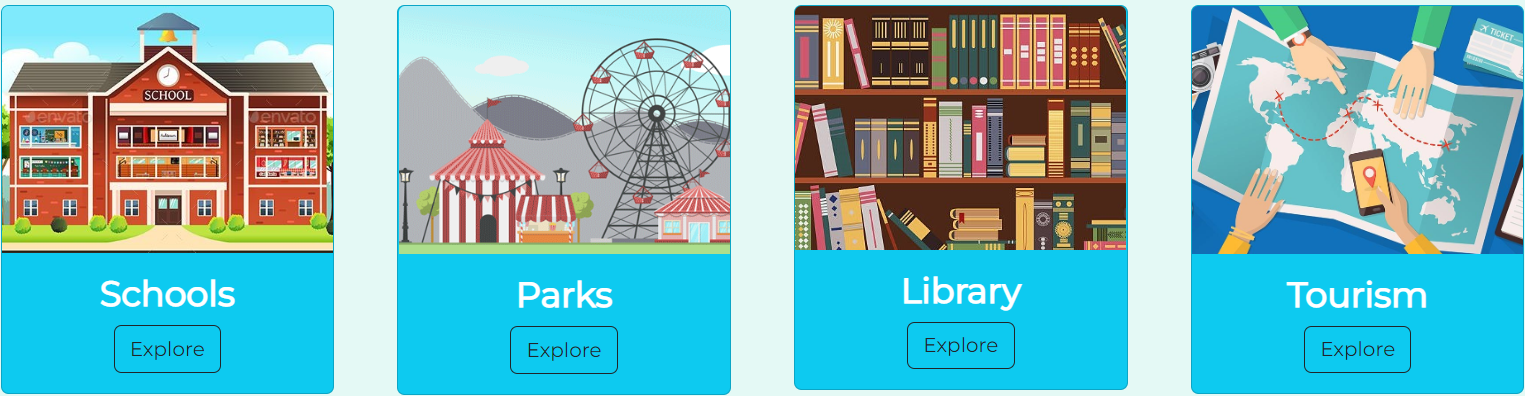 SCHOOL
envato
envato
TICKET
Schools
Explore
Parks
Explore
Library
Explore
Tourism
Explore